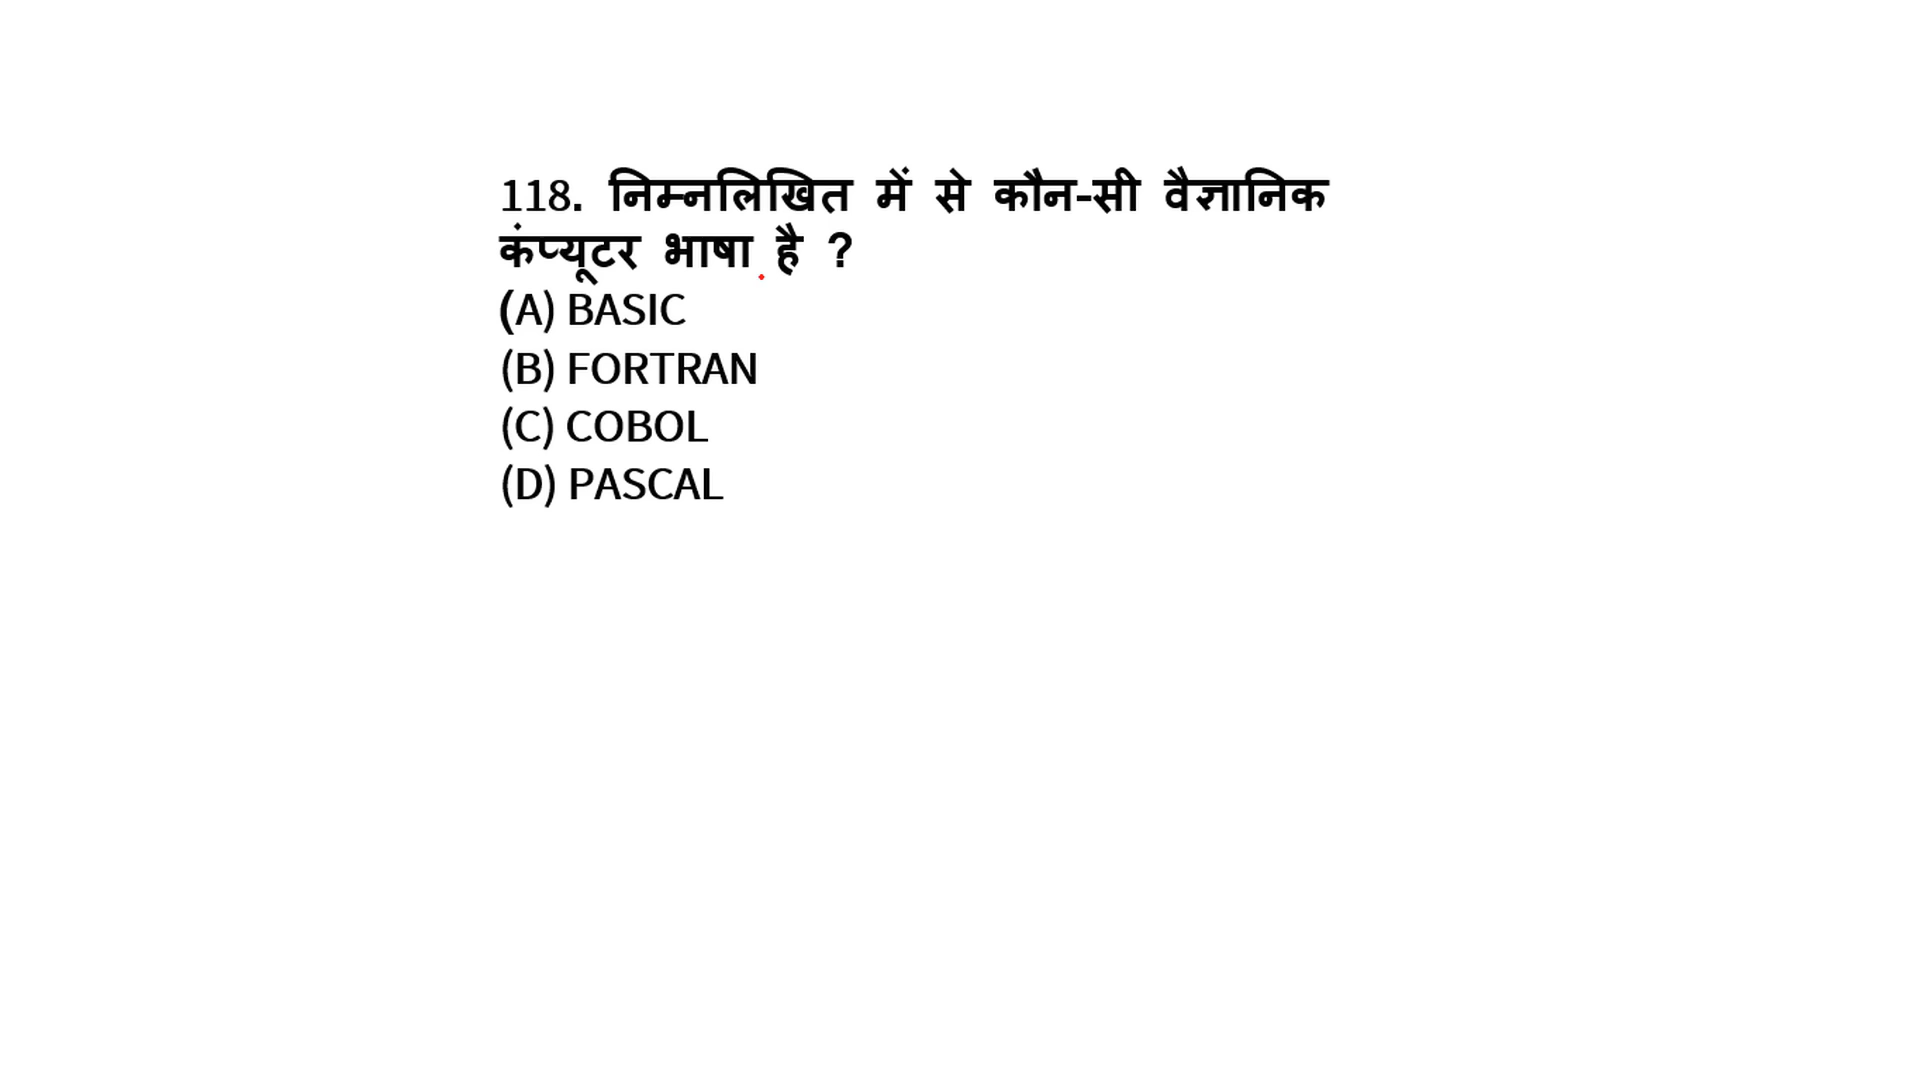 118. निम्नलिखित में से कौन-सी वैज्ञानिक
कंप्यूटर भाषा है ?
(A) BASIC
(B) FORTRAN
(C) COBOL
(D) PASCAL